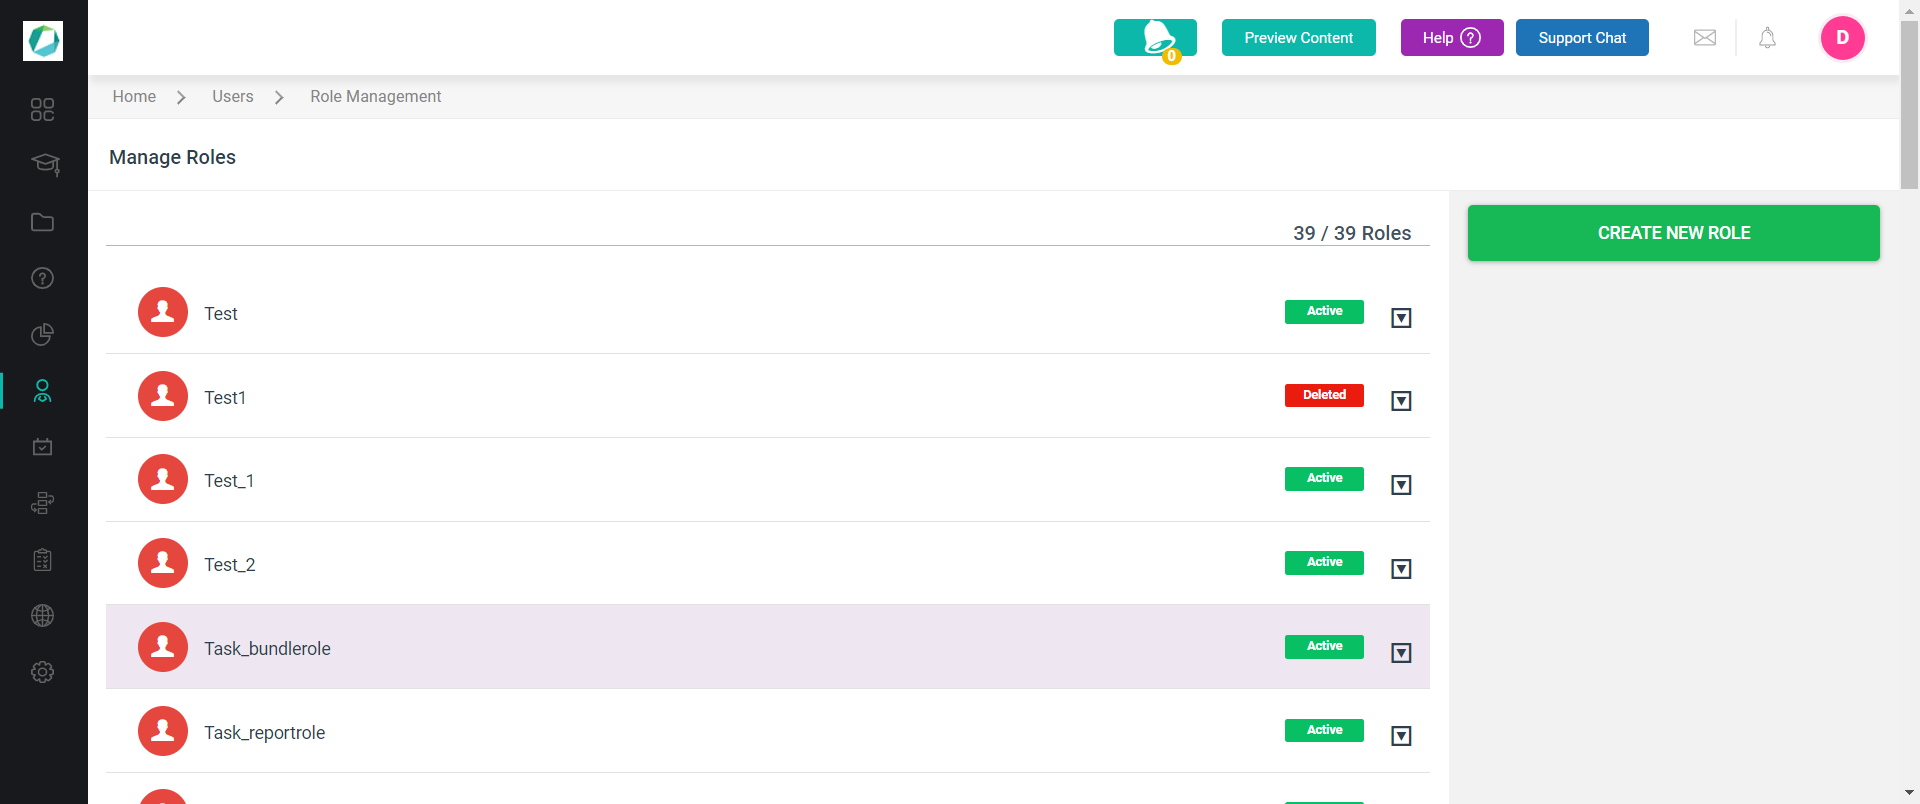 0
Preview Content
Help ?
Support Chat
D
Home
Users
Role Management
Manage Roles
39 / 39 Roles
CREATE NEW ROLE
Test
Active
Test1
Deleted
Test_1
Active
Test_2
Active
Task_bundlerole
Active
Task_reportrole
Active